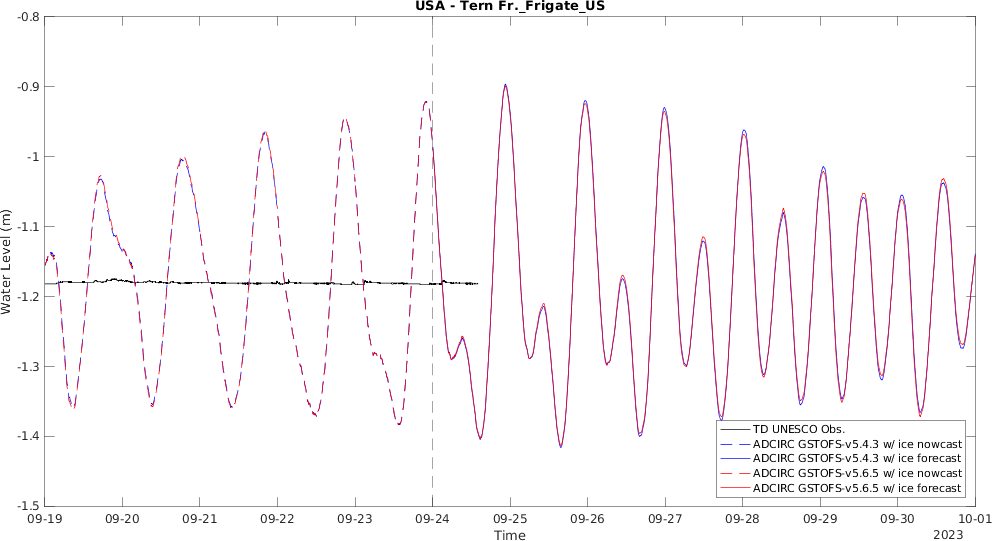 USA - Tern Fr._Frigate_US
-0.8
-0.9
-1
-1.1
-1.2
-1.3
-1.4
-1.5
Water Level (m)
TD UNESCO Obs.
ADCIRC GSTOFS-v5.4.3 w/ ice nowcast
ADCIRC GSTOFS-v5.4.3 w/ ice forecast
ADCIRC GSTOFS-v5.6.5 w/ ice nowcast
ADCIRC GSTOFS-v5.6.5 w/ ice forecast
09-19 09-20 09-21 09-22 09-23 09-24 09-25 09-26 09-27 09-28 09-29 09-30 10-01
Time
2023